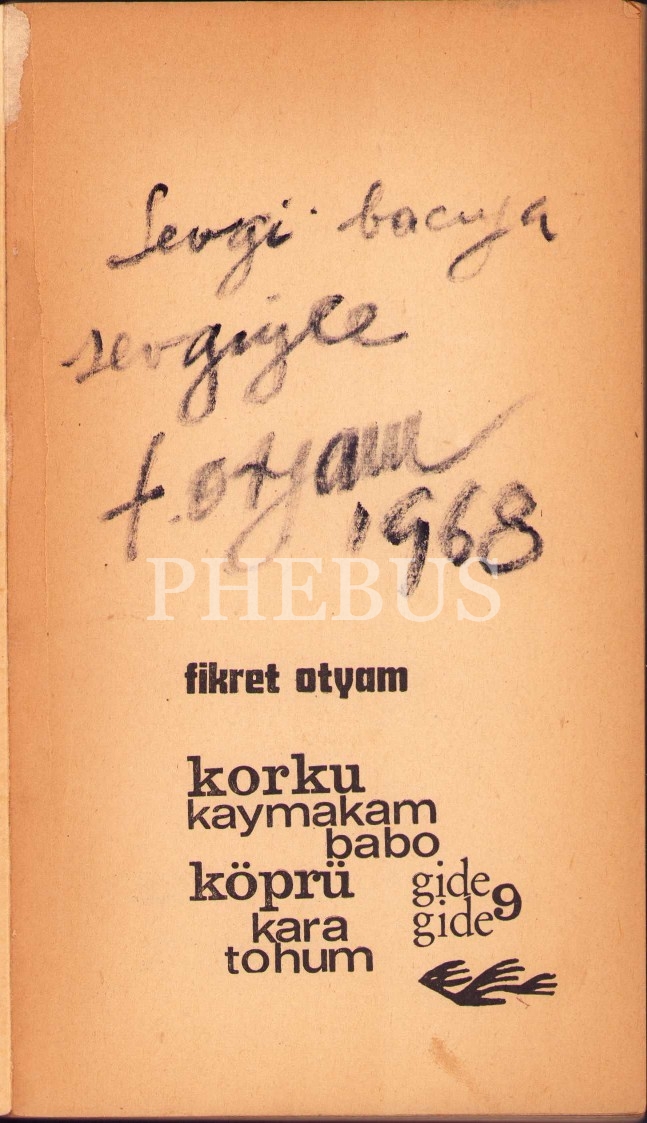 Sevgi bacıya
sevgiyle
f. otyam
1968
PHEBUS
fikret otyam
korku
kaymakam
babo
köprü
kara
tohum
gide
gide 9